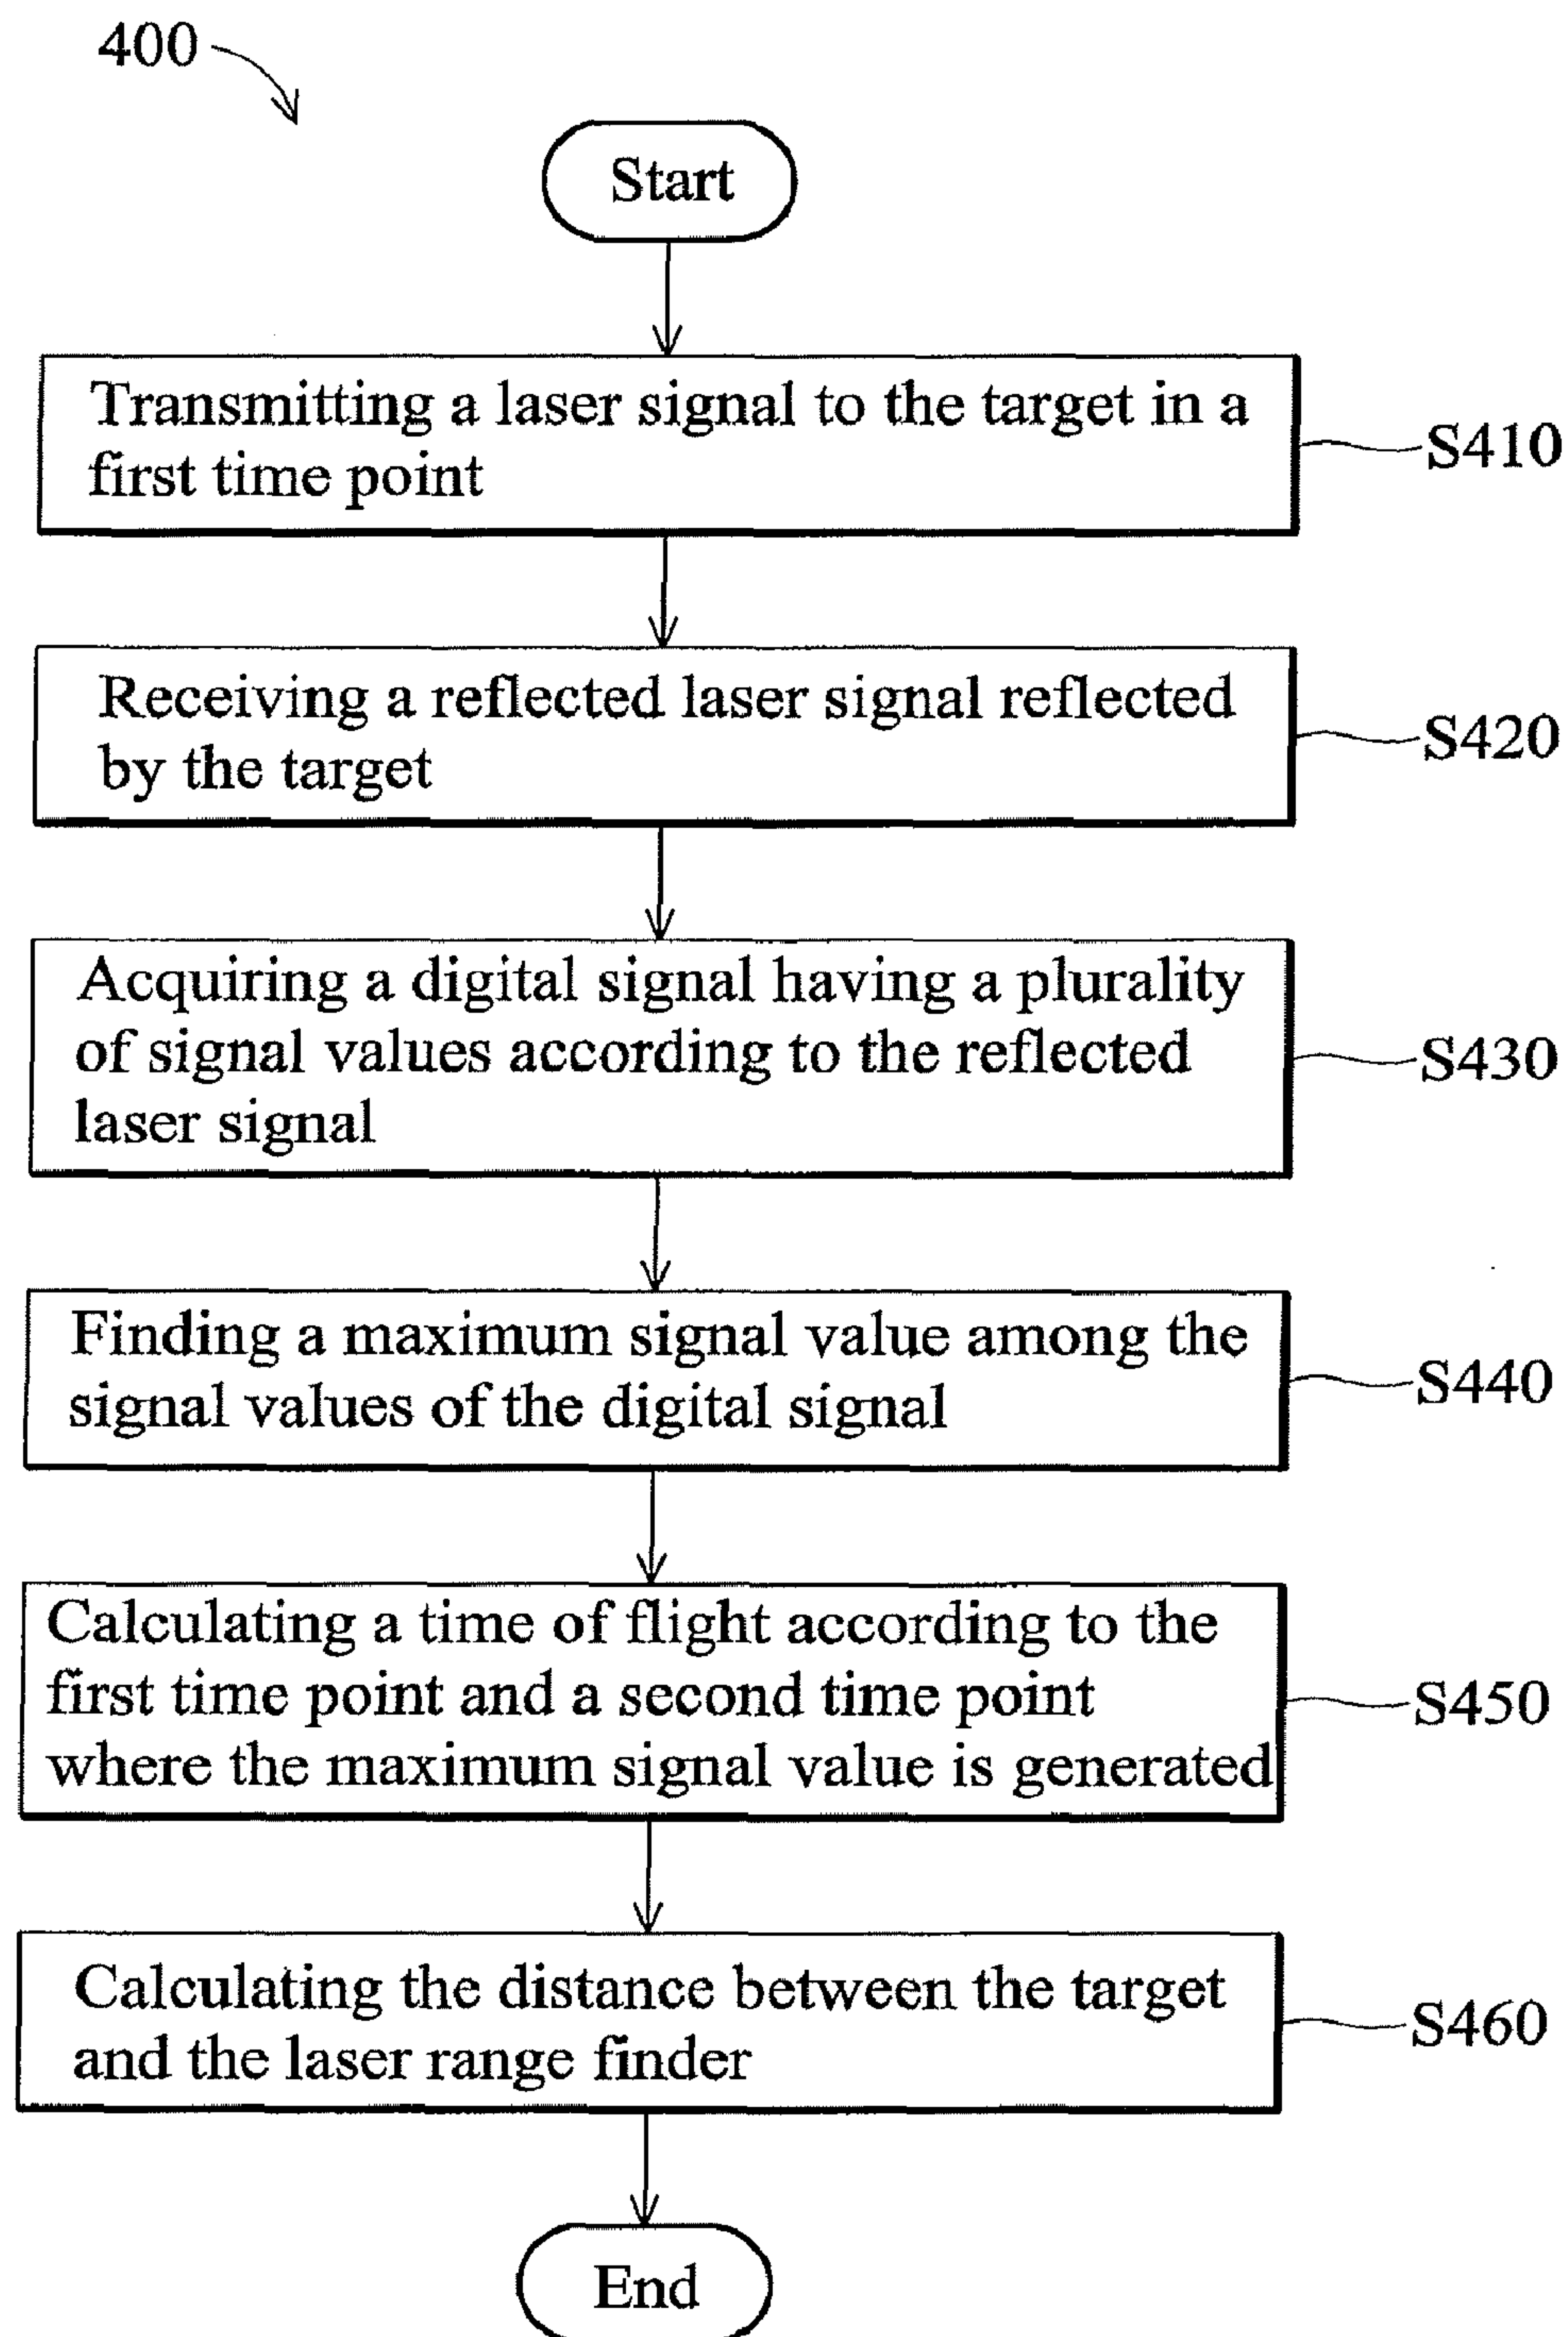 400
Start
Transmitting a laser signal to the target in a
first time point
S410
Receiving a reflected laser signal reflected
by the target
S420
Acquiring a digital signal having a plurality
of signal values according to the reflected
laser signal
S430
Finding a maximum signal value among the
signal values of the digital signal
S440
Calculating a time of flight according to the
first time point and a second time point
where the maximum signal value is generated
S450
Calculating the distance between the target
and the laser range finder
S460
End